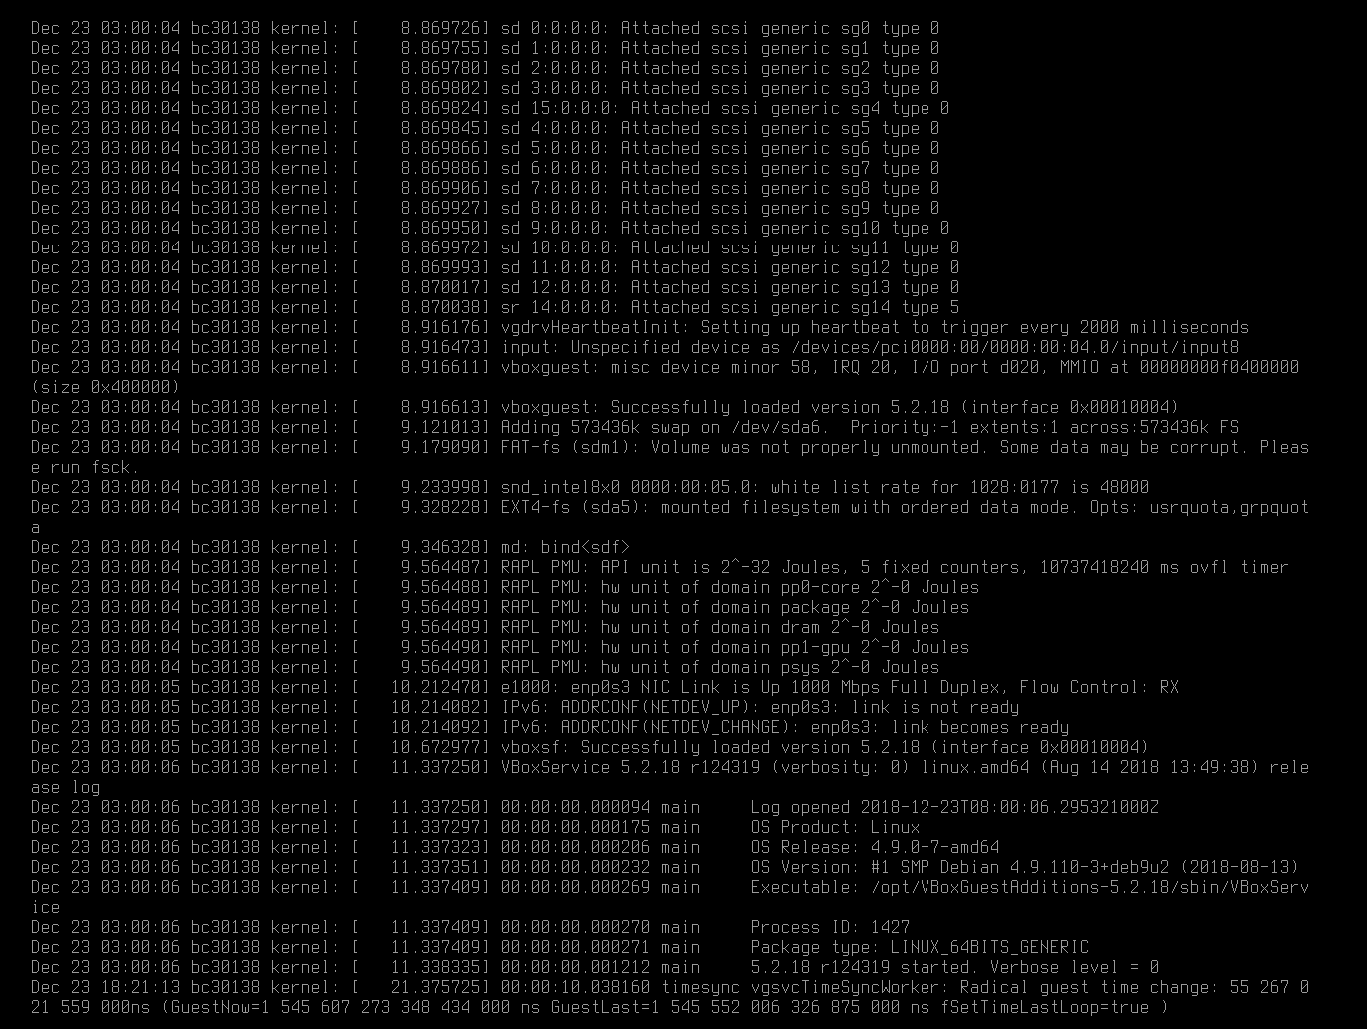 Dec 23 03:00:04 bc30138 kernel: [    8.869726] sd 0:0:0:0: Attached scsi generic sg0 type 0
Dec 23 03:00:04 bc30138 kernel: [    8.869755] sd 1:0:0:0: Attached scsi generic sg1 type 0
Dec 23 03:00:04 bc30138 kernel: [    8.869780] sd 2:0:0:0: Attached scsi generic sg2 type 0
Dec 23 03:00:04 bc30138 kernel: [    8.869802] sd 3:0:0:0: Attached scsi generic sg3 type 0
Dec 23 03:00:04 bc30138 kernel: [    8.869824] sd 15:0:0:0: Attached scsi generic sg4 type 0
Dec 23 03:00:04 bc30138 kernel: [    8.869845] sd 4:0:0:0: Attached scsi generic sg5 type 0
Dec 23 03:00:04 bc30138 kernel: [    8.869866] sd 5:0:0:0: Attached scsi generic sg6 type 0
Dec 23 03:00:04 bc30138 kernel: [    8.869886] sd 6:0:0:0: Attached scsi generic sg7 type 0
Dec 23 03:00:04 bc30138 kernel: [    8.869906] sd 7:0:0:0: Attached scsi generic sg8 type 0
Dec 23 03:00:04 bc30138 kernel: [    8.869927] sd 8:0:0:0: Attached scsi generic sg9 type 0
Dec 23 03:00:04 bc30138 kernel: [    8.869950] sd 9:0:0:0: Attached scsi generic sg10 type 0
Dec 23 03:00:04 bc30138 kernel: [    8.869972] sd 10:0:0:0: Attached scsi generic sg11 type 0
Dec 23 03:00:04 bc30138 kernel: [    8.869993] sd 11:0:0:0: Attached scsi generic sg12 type 0
Dec 23 03:00:04 bc30138 kernel: [    8.870017] sd 12:0:0:0: Attached scsi generic sg13 type 0
Dec 23 03:00:04 bc30138 kernel: [    8.870038] sr 14:0:0:0: Attached scsi generic sg14 type 5
Dec 23 03:00:04 bc30138 kernel: [    8.916176] vgdrvHeartbeatInit: Setting up heartbeat to trigger every 2000 milliseconds
Dec 23 03:00:04 bc30138 kernel: [    8.916473] input: Unspecified device as /devices/pci0000:00/0000:00:04.0/input/input8
Dec 23 03:00:04 bc30138 kernel: [    8.916611] vboxguest: misc device minor 58, IRQ 20, I/O port d020, MMIO at 00000000f0400000
(size 0x400000)
Dec 23 03:00:04 bc30138 kernel: [    8.916613] vboxguest: Successfully loaded version 5.2.18 (interface 0x00010004)
Dec 23 03:00:04 bc30138 kernel: [    9.121013] Adding 573436k swap on /dev/sda6.  Priority:-1 extents:1 across:573436k FS
Dec 23 03:00:04 bc30138 kernel: [    9.179090] FAT-fs (sdm1): Volume was not properly unmounted. Some data may be corrupt. Pleas
e run fsck.
Dec 23 03:00:04 bc30138 kernel: [    9.233998] snd_intel8x0 0000:00:05.0: white list rate for 1028:0177 is 48000
Dec 23 03:00:04 bc30138 kernel: [    9.328228] EXT4-fs (sda5): mounted filesystem with ordered data mode. Opts: usrquota,grpquot
a
Dec 23 03:00:04 bc30138 kernel: [    9.346328] md: bind<sdf>
Dec 23 03:00:04 bc30138 kernel: [    9.564487] RAPL PMU: API unit is 2^-32 Joules, 5 fixed counters, 10737418240 ms ovfl timer
Dec 23 03:00:04 bc30138 kernel: [    9.564488] RAPL PMU: hw unit of domain pp0-core 2^-0 Joules
Dec 23 03:00:04 bc30138 kernel: [    9.564489] RAPL PMU: hw unit of domain package 2^-0 Joules
Dec 23 03:00:04 bc30138 kernel: [    9.564489] RAPL PMU: hw unit of domain dram 2^-0 Joules
Dec 23 03:00:04 bc30138 kernel: [    9.564490] RAPL PMU: hw unit of domain pp1-gpu 2^-0 Joules
Dec 23 03:00:04 bc30138 kernel: [    9.564490] RAPL PMU: hw unit of domain psys 2^-0 Joules
Dec 23 03:00:05 bc30138 kernel: [   10.212470] e1000: enp0s3 NIC Link is Up 1000 Mbps Full Duplex, Flow Control: RX
Dec 23 03:00:05 bc30138 kernel: [   10.214082] IPv6: ADDRCONF(NETDEV_UP): enp0s3: link is not ready
Dec 23 03:00:05 bc30138 kernel: [   10.214092] IPv6: ADDRCONF(NETDEV_CHANGE): enp0s3: link becomes ready
Dec 23 03:00:05 bc30138 kernel: [   10.672977] vboxsf: Successfully loaded version 5.2.18 (interface 0x00010004)
Dec 23 03:00:06 bc30138 kernel: [   11.337250] VBoxService 5.2.18 r124319 (verbosity: 0) linux.amd64 (Aug 14 2018 13:49:38) rele
ase log
Dec 23 03:00:06 bc30138 kernel: [   11.337250] 00:00:00.000094 main     Log opened 2018-12-23T08:00:06.295321000Z
Dec 23 03:00:06 bc30138 kernel: [   11.337297] 00:00:00.000175 main     OS Product: Linux
Dec 23 03:00:06 bc30138 kernel: [   11.337323] 00:00:00.000206 main     OS Release: 4.9.0-7-amd64
Dec 23 03:00:06 bc30138 kernel: [   11.337351] 00:00:00.000232 main     OS Version: #1 SMP Debian 4.9.110-3+deb9u2 (2018-08-13)
Dec 23 03:00:06 bc30138 kernel: [   11.337409] 00:00:00.000269 main     Executable: /opt/VBoxGuestAdditions-5.2.18/sbin/VBoxServ
ice
Dec 23 03:00:06 bc30138 kernel: [   11.337409] 00:00:00.000270 main     Process ID: 1427
Dec 23 03:00:06 bc30138 kernel: [   11.337409] 00:00:00.000271 main     Package type: LINUX_64BITS_GENERIC
Dec 23 03:00:06 bc30138 kernel: [   11.338335] 00:00:00.001212 main     5.2.18 r124319 started. Verbose level = 0
Dec 23 18:21:13 bc30138 kernel: [   21.375725] 00:00:10.038160 timesync vgsvcTimeSyncWorker: Radical guest time change: 55 267 0
21 559 000ns (GuestNow=1 545 607 273 348 434 000 ns GuestLast=1 545 552 006 326 875 000 ns fSetTimeLastLoop=true )